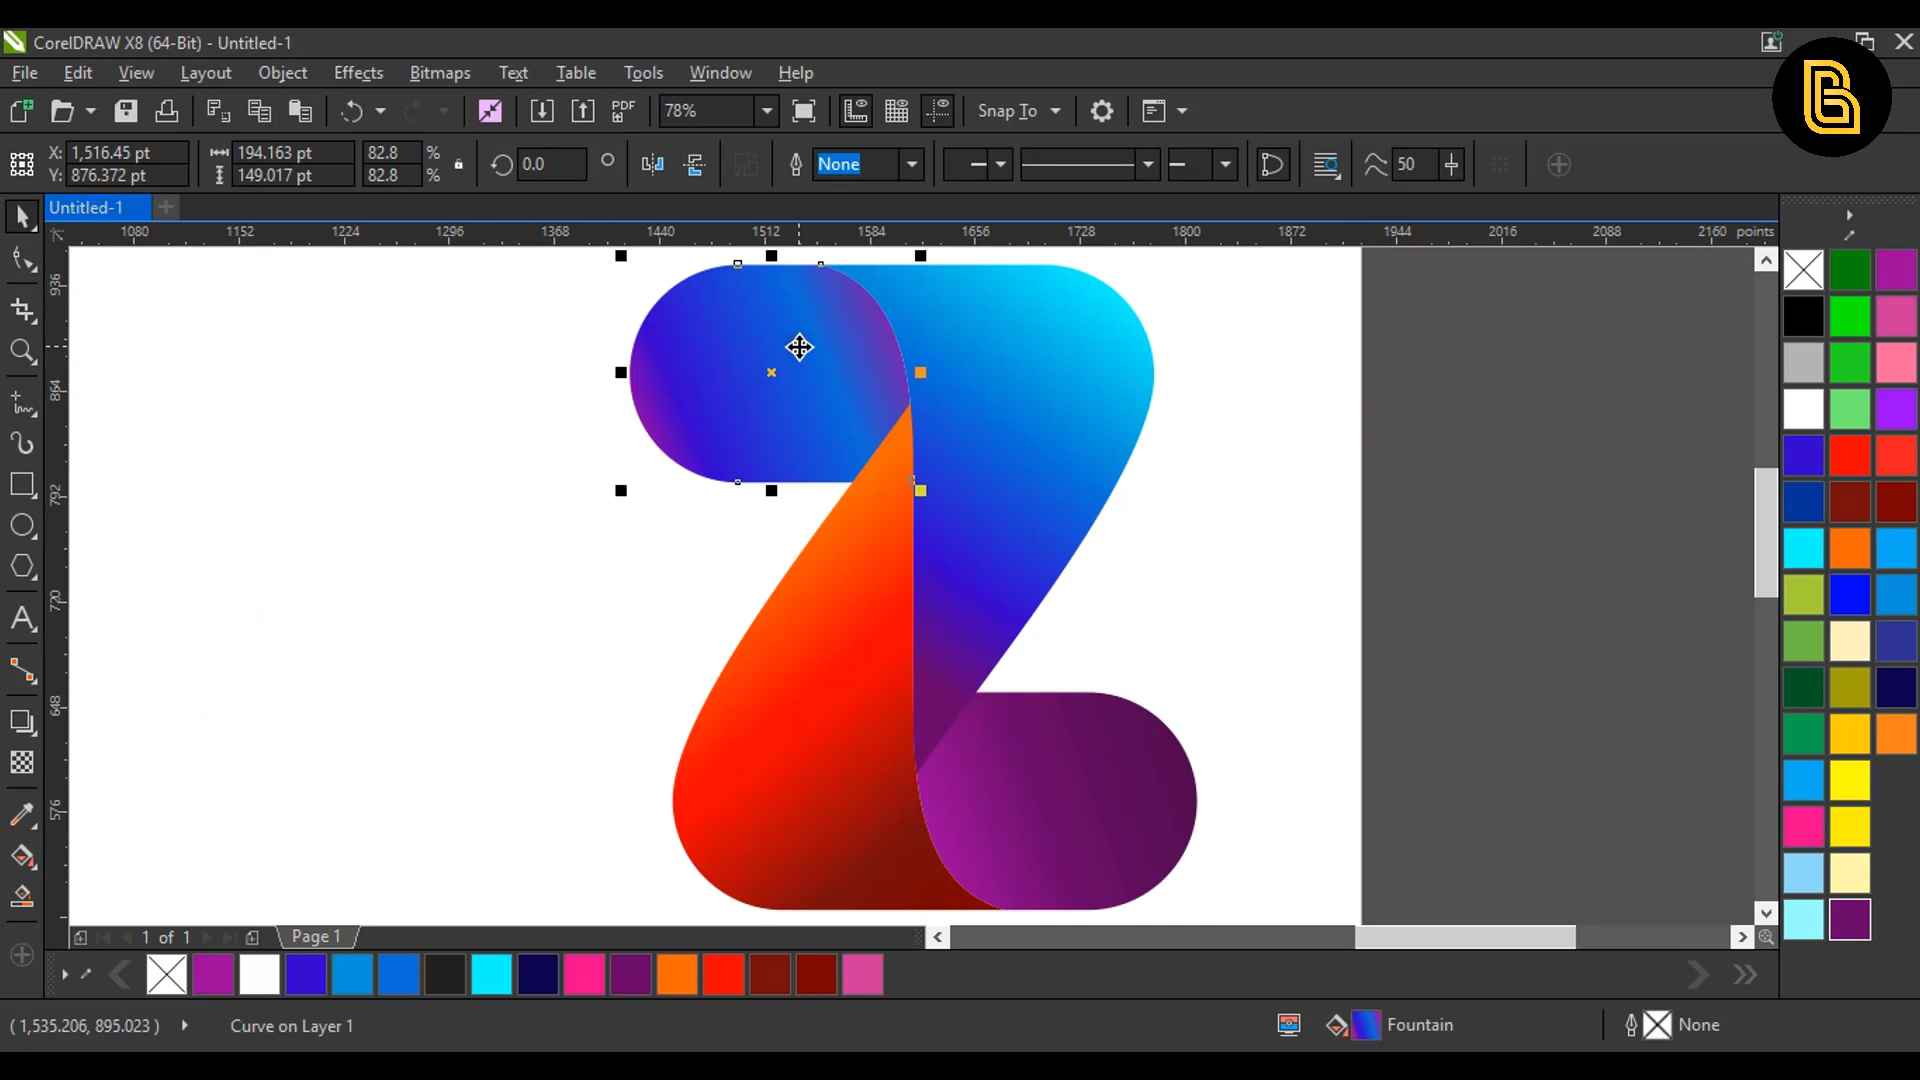 CorelDRAW X8 (64-Bit) - Untitled-1
File Edit View Layout Object Effects Bitmaps Text Table Tools Window Help
PDF 78% Snap To
X: 1,516.45 pt 194.163 pt 82.8 % 0.0 None 50
Y: 876.372 pt 149.017 pt 82.8 %
Untitled-1
1080 1152 1224 1296 1368 1440 1512 1584 1656 1728 1800 1872 1944 2016 2088 2160 points
936
864
792
720
648
576
1 of 1 Page 1
( 1,535.206, 895.023 ) Curve on Layer 1 Fountain None